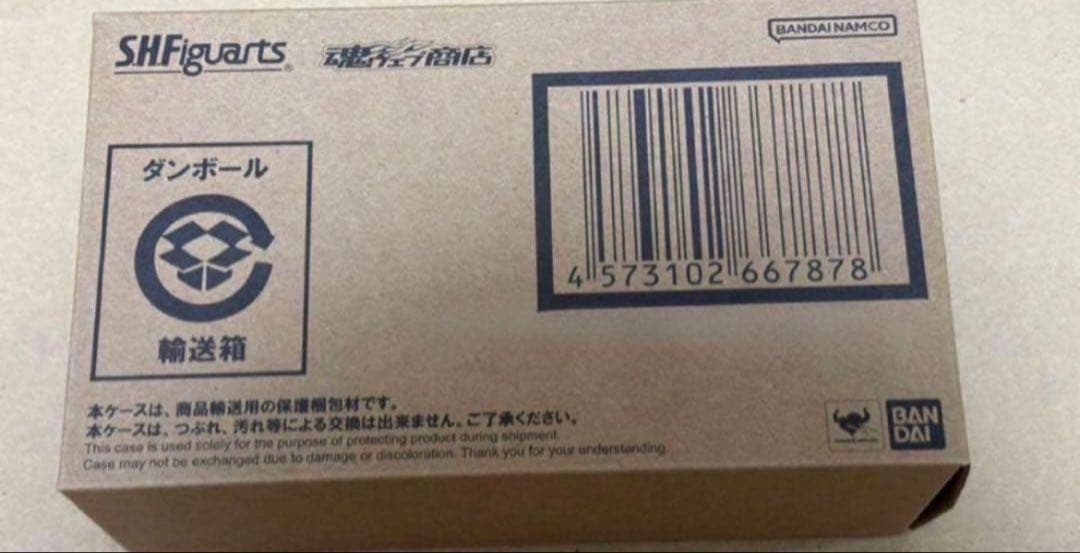 S.H.Figuarts
魂ウェブ商店
BANDAI NAMCO
ダンボール
輸送箱
4 573102 667878
本ケースは、商品輸送用の保護梱包材です。
本ケースは、つぶれ、汚れ等による交換は出来ません。ご了承ください。
This case is used solely for the purpose of protecting product during shipment.
Case may not be exchanged due to damage or discoloration. Thank you for your understanding.
BAN
DAI